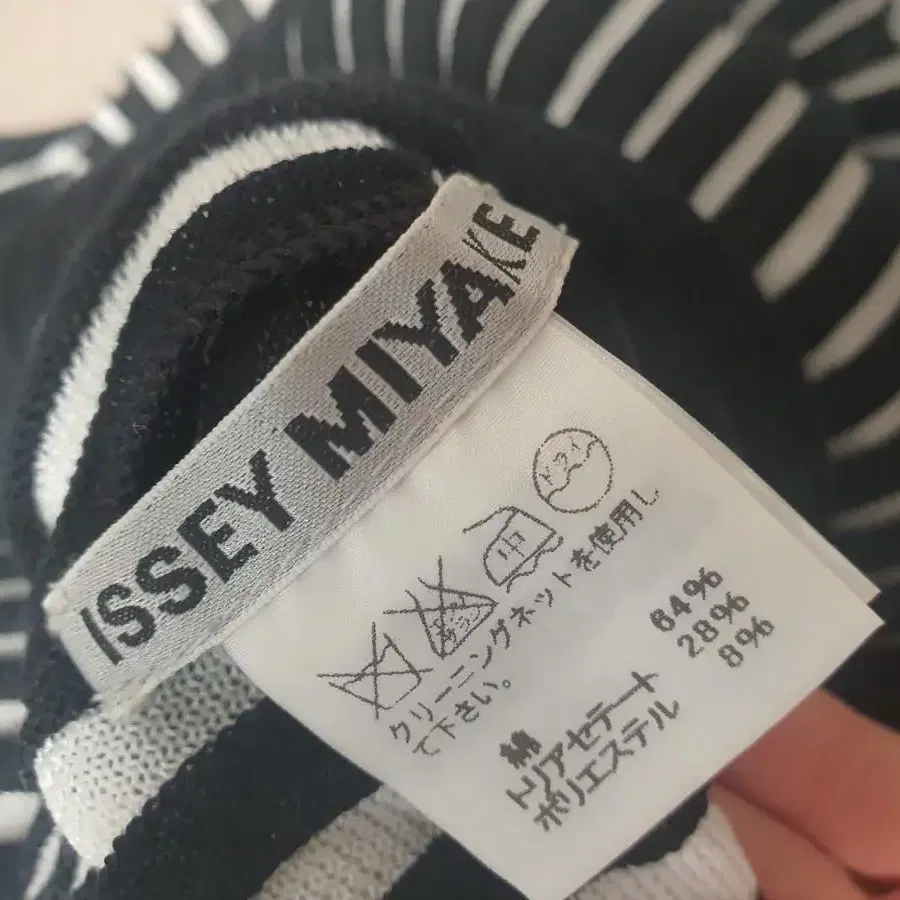 ISSEY MIYAKE
中 ドライ
クリーニングネットを使用し
て下さい。
綿 64%
トリアセテート 28%
ポリエステル 8%